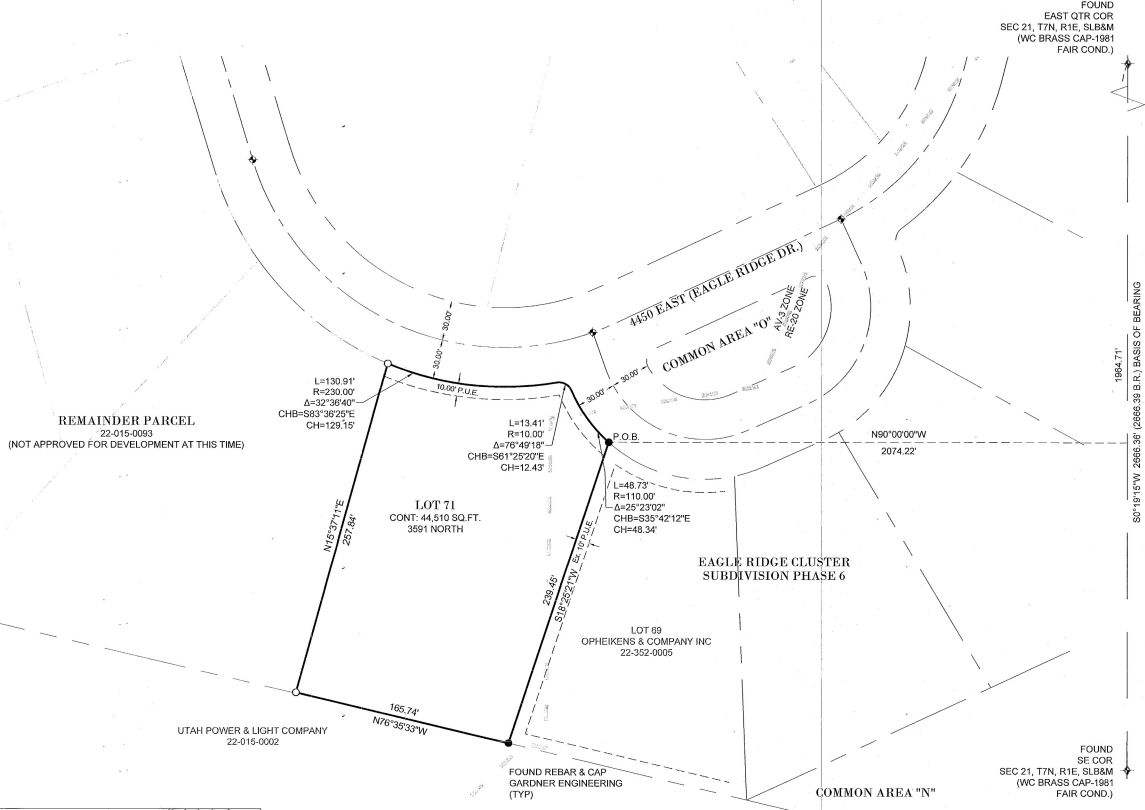 FOUND
EAST QTR COR
SEC 21, T7N, R1E, SLB&M
(WC BRASS CAP-1981
FAIR COND.)
4450 EAST (EAGLE RIDGE DR.)
COMMON AREA "O"
AV-3 ZONE
RE-20 ZONE
30.00'
30.00'
30.00'
30.00'
10.00' P.U.E.
L=130.91'
R=230.00'
Δ=32°36'40"
CHB=S83°36'25"E
CH=129.15'
REMAINDER PARCEL
22-015-0093
(NOT APPROVED FOR DEVELOPMENT AT THIS TIME)
L=13.41'
R=10.00'
Δ=76°49'18"
CHB=S61°25'20"E
CH=12.43'
P.O.B.
N90°00'00"W
2074.22'
1964.71'
S0°19'15"W 2666.36' (2666.39 B.R.) BASIS OF BEARING
L=48.73'
R=110.00'
Δ=25°23'02"
CHB=S35°42'12"E
CH=48.34'
LOT 71
CONT: 44,510 SQ.FT.
3591 NORTH
N15°37'11"E
257.84'
Ex. 10' P.U.E.
239.45'
S18°25'21"W
EAGLE RIDGE CLUSTER
SUBDIVISION PHASE 6
LOT 69
OPHEIKENS & COMPANY INC
22-352-0005
165.74'
N76°35'33"W
UTAH POWER & LIGHT COMPANY
22-015-0002
FOUND REBAR & CAP
GARDNER ENGINEERING
(TYP)
COMMON AREA "N"
FOUND
SE COR
SEC 21, T7N, R1E, SLB&M
(WC BRASS CAP-1981
FAIR COND.)